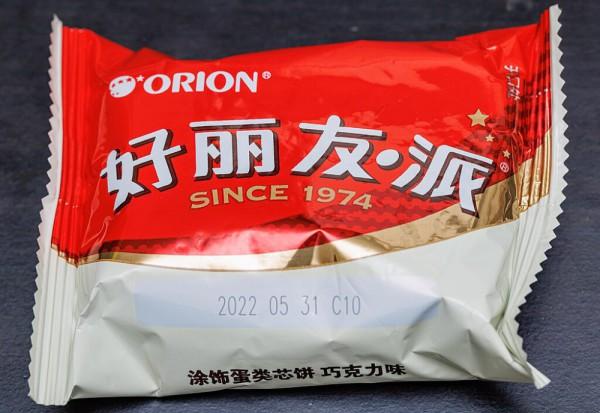 ORION®
好丽友·派®
SINCE 1974
2022 05 31 C10
涂饰蛋类芯饼 巧克力味